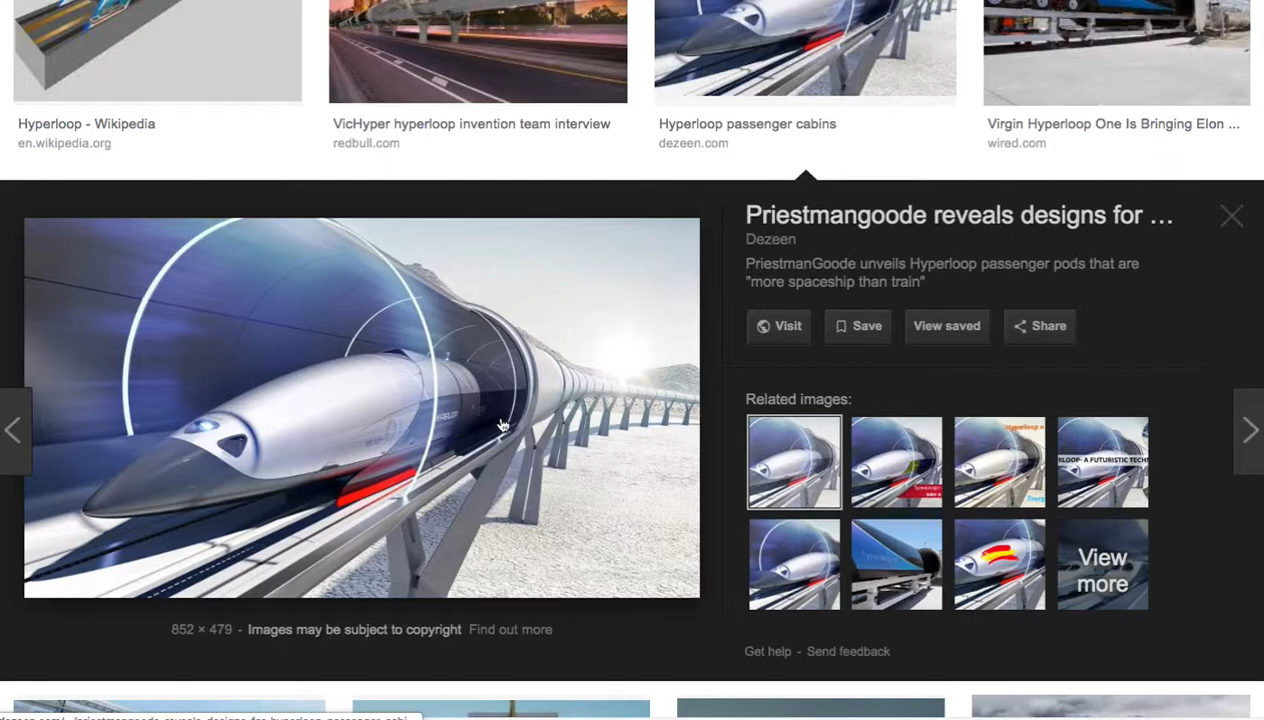 Hyperloop - Wikipedia
en.wikipedia.org
VicHyper hyperloop invention team interview
redbull.com
Hyperloop passenger cabins
dezeen.com
Virgin Hyperloop One Is Bringing Elon ...
wired.com
Priestmangoode reveals designs for ...
Dezeen
PriestmanGoode unveils Hyperloop passenger pods that are
"more spaceship than train"
Visit
Save
View saved
Share
Related images:
View
more
852 × 479 - Images may be subject to copyright Find out more
Get help - Send feedback